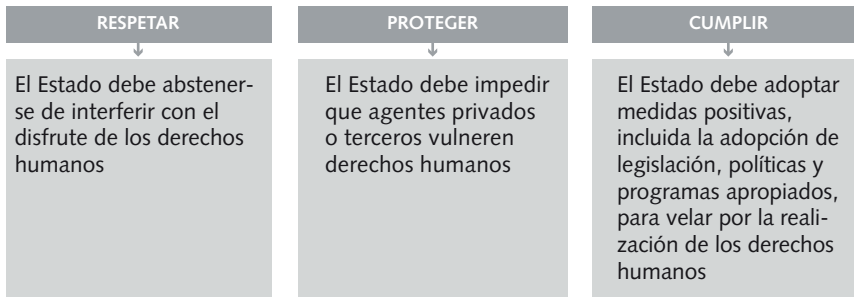 RESPETAR
El Estado debe abstener-
se de interferir con el
disfrute de los derechos
humanos
PROTEGER
El Estado debe impedir
que agentes privados
o terceros vulneren
derechos humanos
CUMPLIR
El Estado debe adoptar
medidas positivas,
incluida la adopción de
legislación, políticas y
programas apropiados,
para velar por la reali-
zación de los derechos
humanos